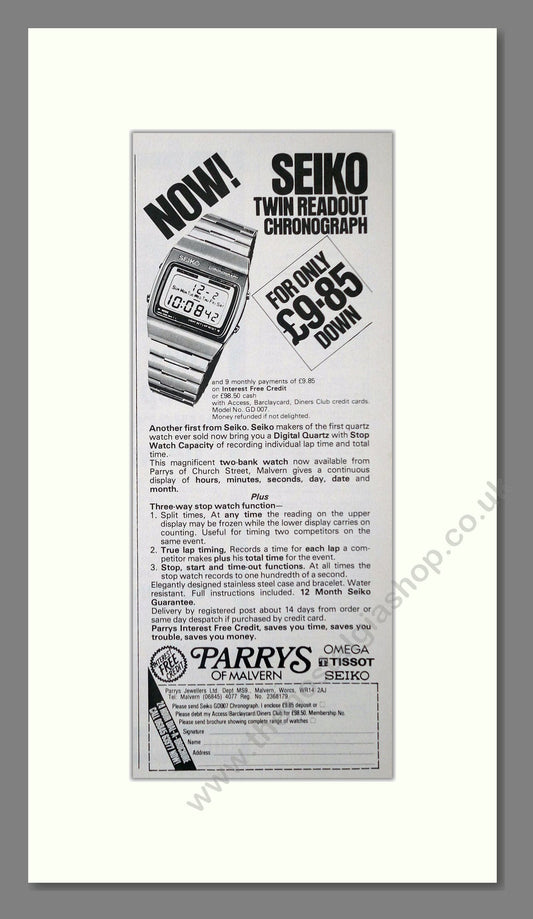 NOW!
SEIKO
TWIN READOUT
CHRONOGRAPH
SEIKO
CHRONOGRAPH
12-2
Sun Mon Tue Wed Thu Fri Sat
10:08 42
FOR ONLY
£9·85
DOWN
and 9 monthly payments of £9.85
on Interest Free Credit
or £98.50 cash
with Access, Barclaycard, Diners Club credit cards.
Model No. GD 007.
Money refunded if not delighted.
Another first from Seiko. Seiko makers of the first quartz
watch ever sold now bring you a Digital Quartz with Stop
Watch Capacity of recording individual lap time and total
time.
This magnificent two-bank watch now available from
Parrys of Church Street, Malvern gives a continuous
display of hours, minutes, seconds, day, date and
month.
Plus
Three-way stop watch function—
1. Split times, At any time the reading on the upper
display may be frozen while the lower display carries on
counting. Useful for timing two competitors on the
same event.
2. True lap timing, Records a time for each lap a com-
petitor makes plus his total time for the event.
3. Stop, start and time-out functions. At all times the
stop watch records to one hundredth of a second.
Elegantly designed stainless steel case and bracelet. Water
resistant. Full instructions included. 12 Month Seiko
Guarantee.
Delivery by registered post about 14 days from order or
same day despatch if purchased by credit card.
Parrys Interest Free Credit, saves you time, saves you
trouble, saves you money.
INTEREST
FREE
CREDIT
PARRYS
OF MALVERN
OMEGA
TISSOT
SEIKO
Parrys Jewellers Ltd. Dept MS9., Malvern, Worcs. WR14 2AJ
Tel: Malvern (06845) 4077 Reg. No. 2368179.
Please send Seiko GD007 Chronograph. I enclose £9.85 deposit or
Please debit my Access/Barclaycard/Diners Club for £98.50. Membership No.
Please send brochure showing complete range of watches
Signature
Name
Address
www.thenostalgiashop.co.uk